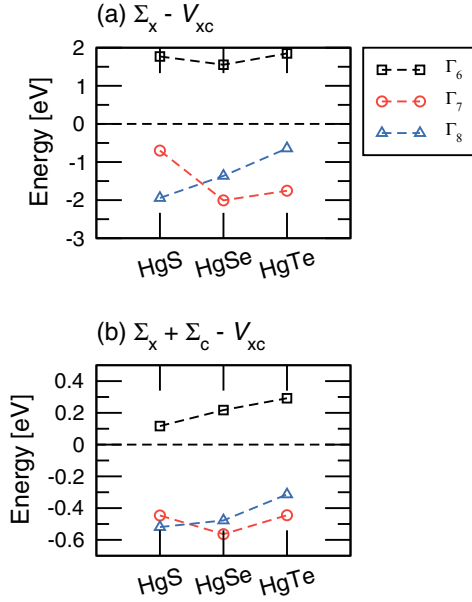 (a) Σx - Vxc
Energy [eV]
2
1
0
-1
-2
-3
HgS
HgSe
HgTe
Γ6
Γ7
Γ8
(b) Σx + Σc - Vxc
Energy [eV]
0.4
0.2
0
-0.2
-0.4
-0.6
HgS
HgSe
HgTe